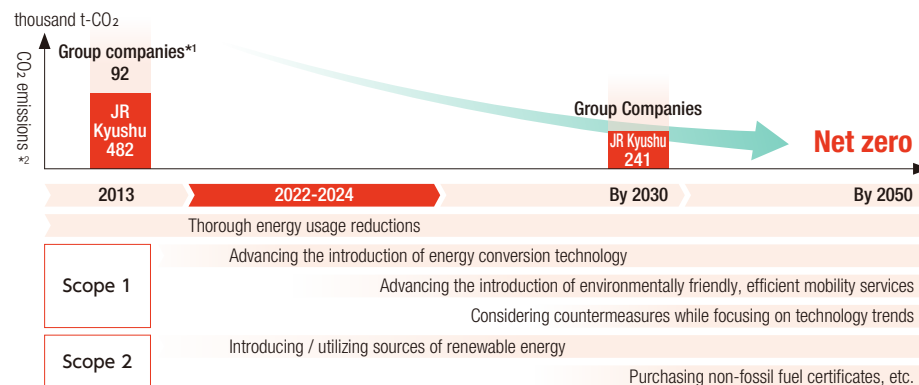 thousand t-CO₂
CO₂ emissions *²
Group companies*¹
92
JR
Kyushu
482
Group Companies
JR Kyushu
241
Net zero
2013
2022-2024
By 2030
By 2050
Thorough energy usage reductions
Scope 1
Advancing the introduction of energy conversion technology
Advancing the introduction of environmentally friendly, efficient mobility services
Considering countermeasures while focusing on technology trends
Scope 2
Introducing / utilizing sources of renewable energy
Purchasing non-fossil fuel certificates, etc.